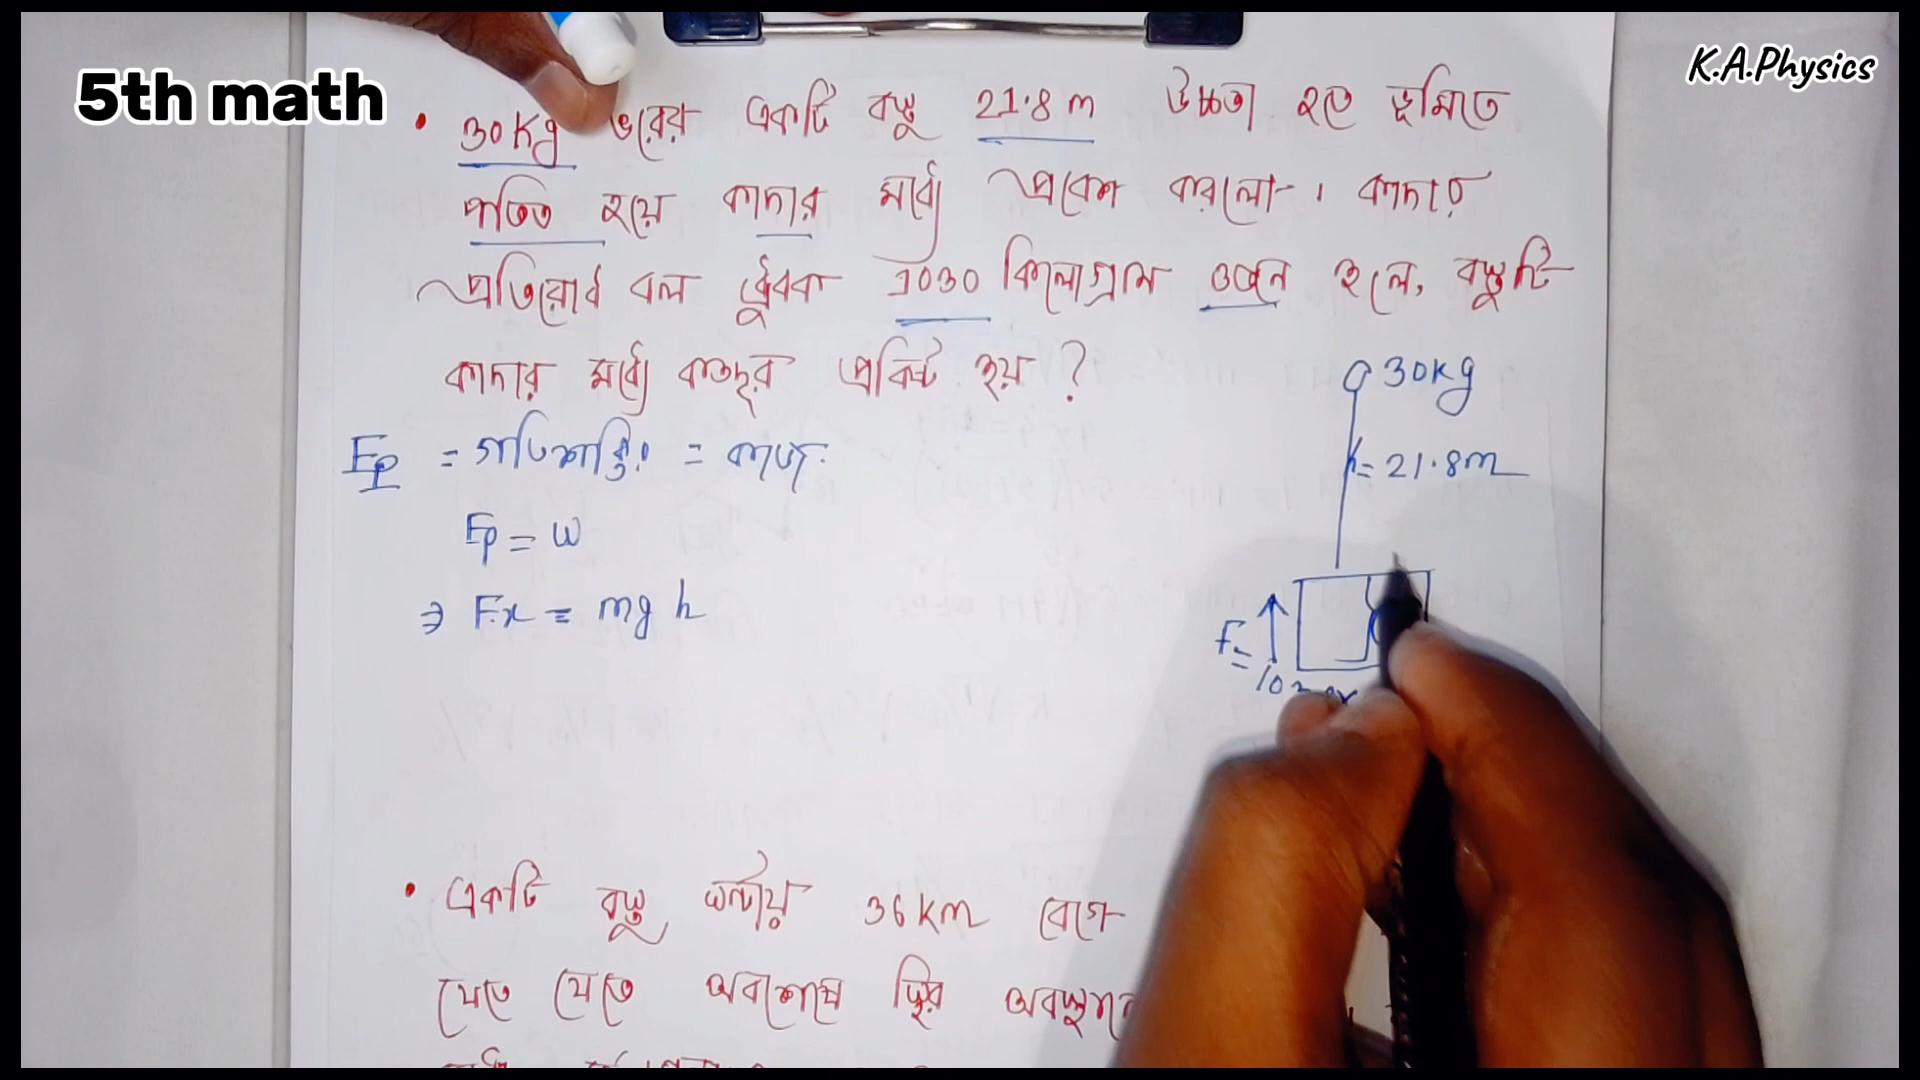 5th math
K.A.Physics
• 30Kg ভরের একটি বস্তু 21.8 m উচ্চতা হতে ভূমিতে
পতিত হয়ে কাদার মধ্যে প্রবেশ করলো। কাদার
প্রতিরোধ বল ধ্রুবক 1030 কিলোগ্রাম ওজন হলে, বস্তুটি
কাদার মধ্যে কতদূর প্রবিষ্ট হয় ?
30kg
Ep = গতিশক্তি = কাজ
h = 21.8m
Ep = W
⇒ F.x = mg h
F =
• একটি বস্তু ঘন্টায় 36 km বেগে
যেতে যেতে অবশেষে স্থির